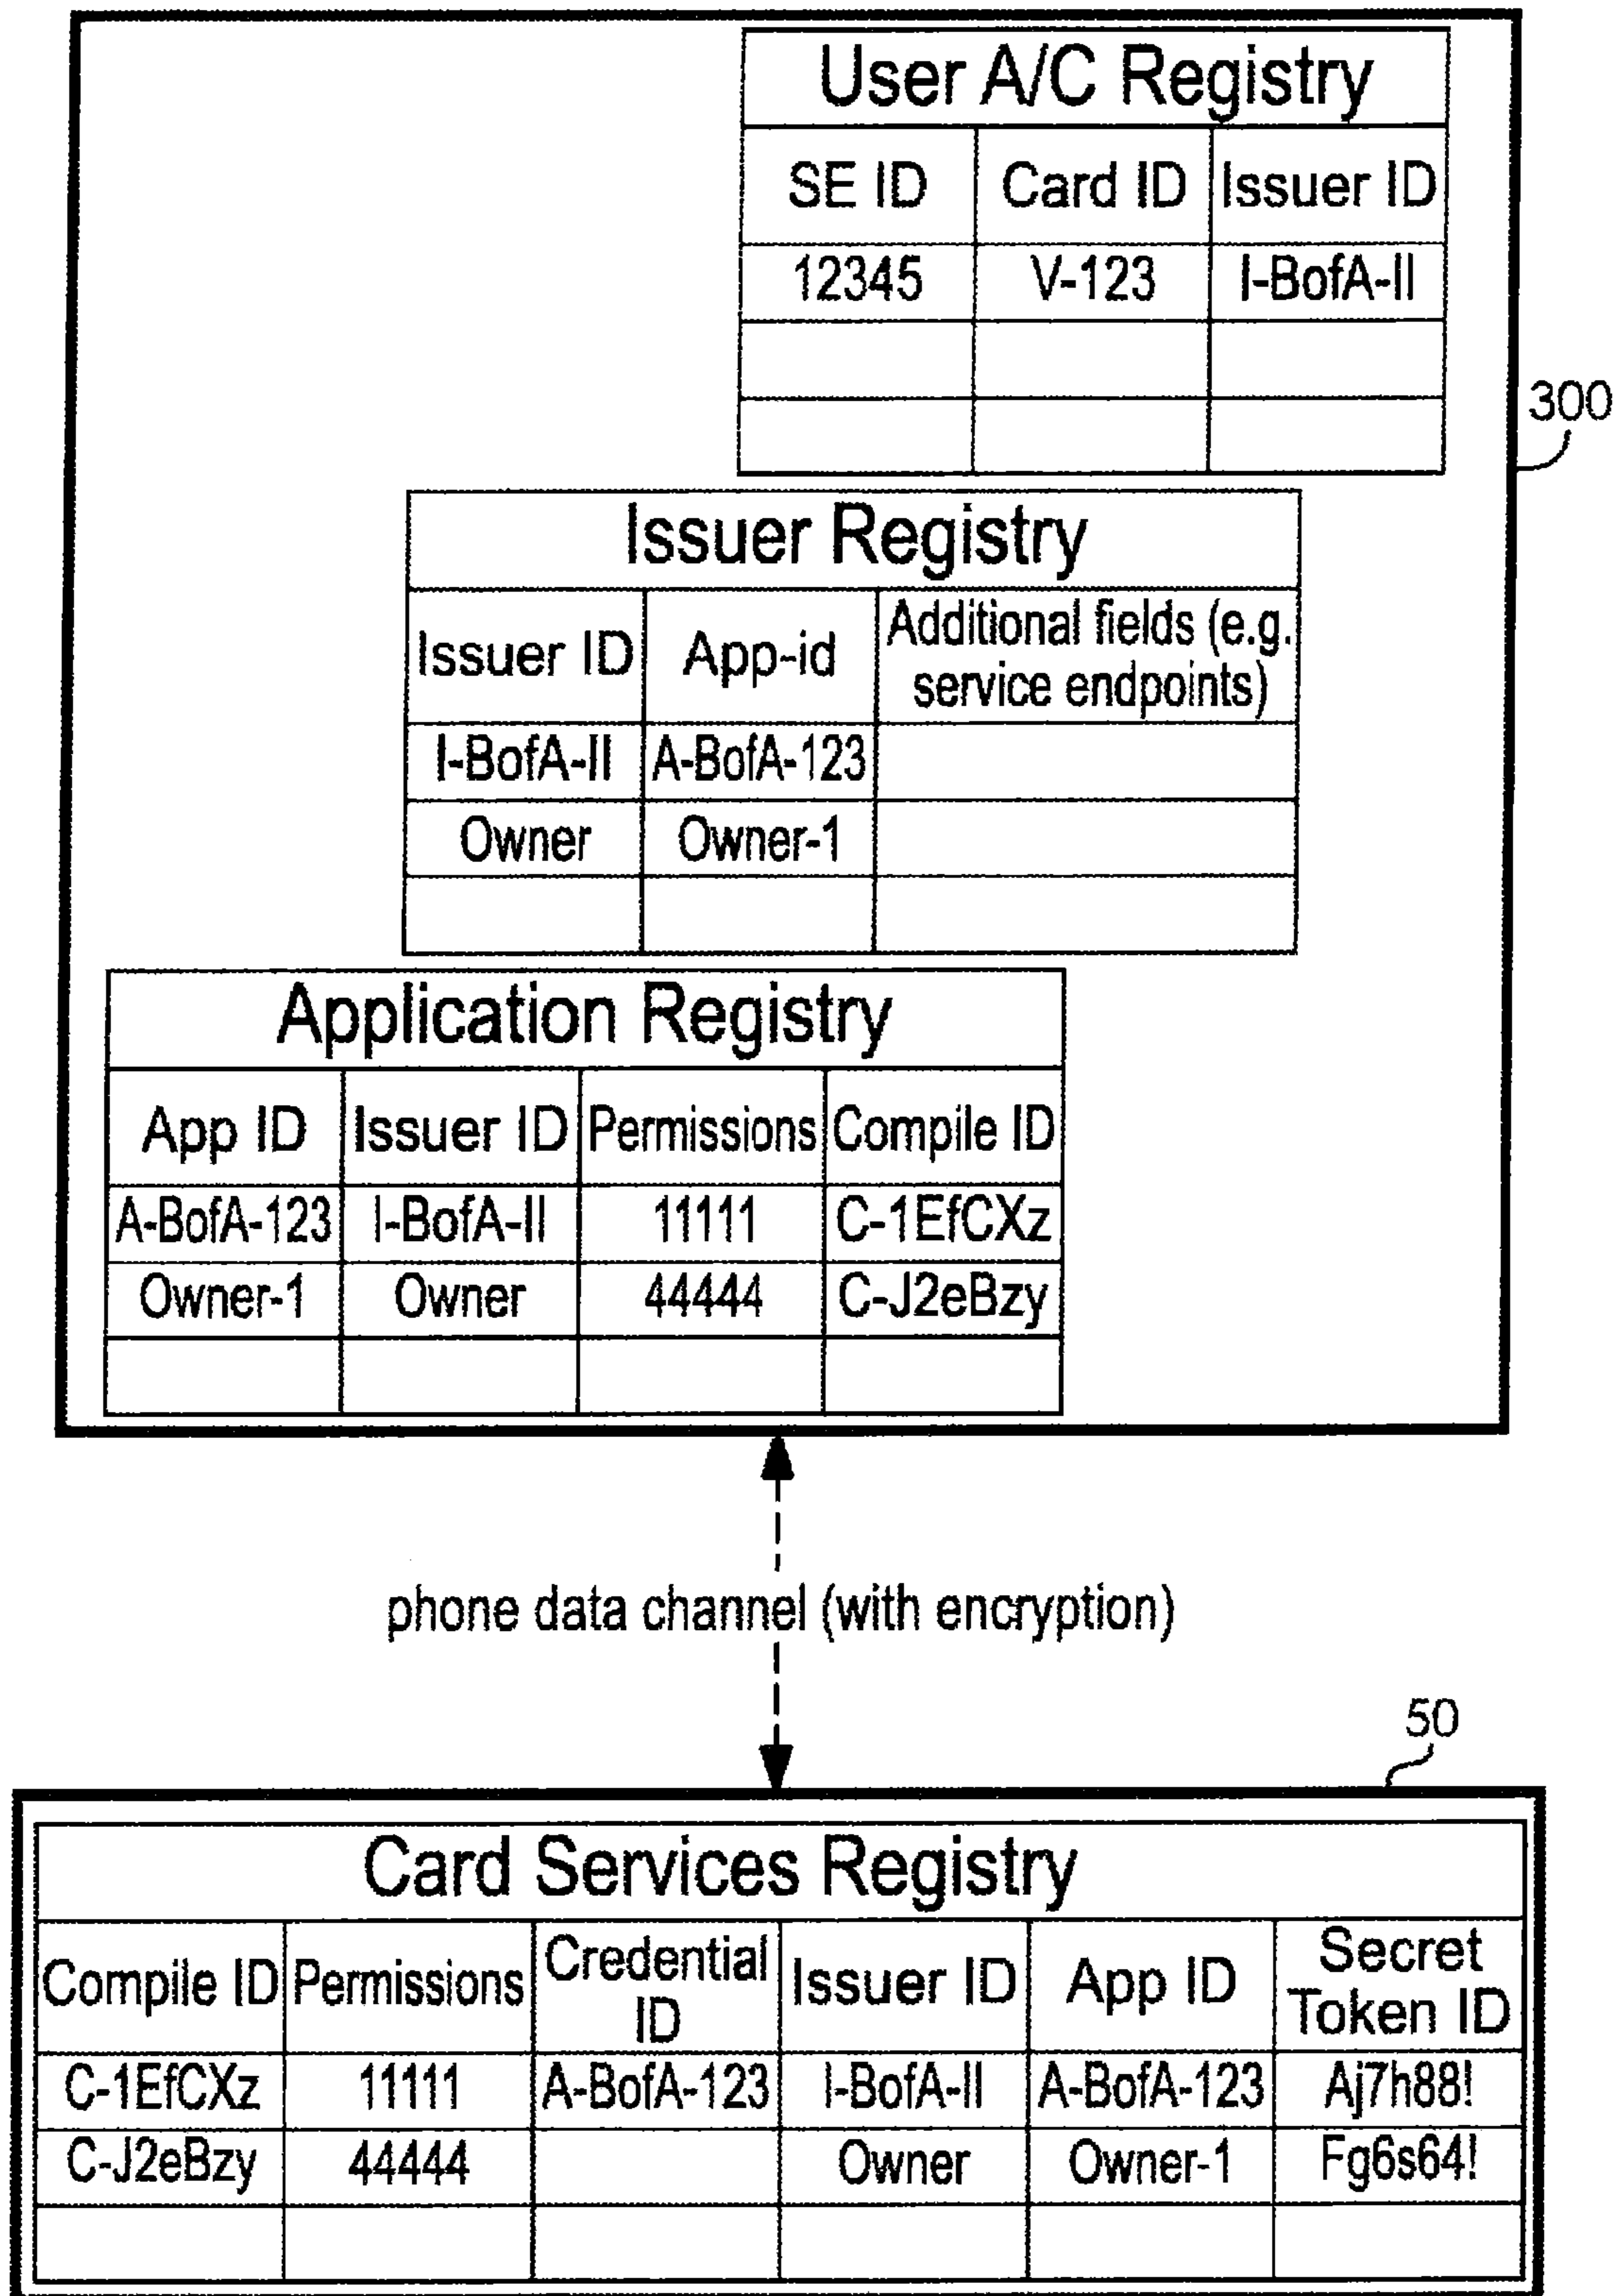 User A/C Registry
SE ID Card ID Issuer ID
12345 V-123 I-BofA-II
300
Issuer Registry
Issuer ID App-id Additional fields (e.g. service endpoints)
I-BofA-II A-BofA-123
Owner Owner-1
Application Registry
App ID Issuer ID Permissions Compile ID
A-BofA-123 I-BofA-II 11111 C-1EfCXz
Owner-1 Owner 44444 C-J2eBzy
phone data channel (with encryption)
50
Card Services Registry
Compile ID Permissions Credential ID Issuer ID App ID Secret Token ID
C-1EfCXz 11111 A-BofA-123 I-BofA-II A-BofA-123 Aj7h88!
C-J2eBzy 44444 Owner Owner-1 Fg6s64!